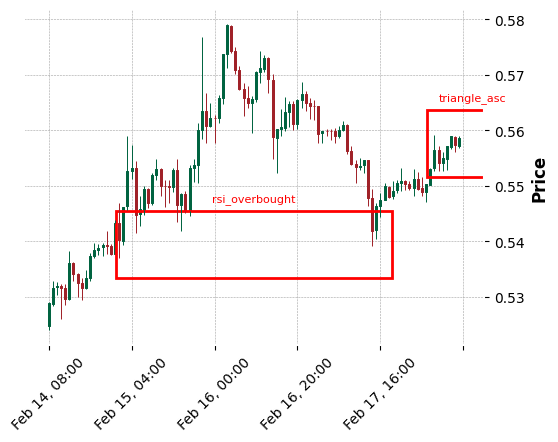 0.58
0.57
triangle_asc
0.56
0.55
rsi_overbought
0.54
0.53
Price
Feb 14, 08:00
Feb 15, 04:00
Feb 16, 00:00
Feb 16, 20:00
Feb 17, 16:00